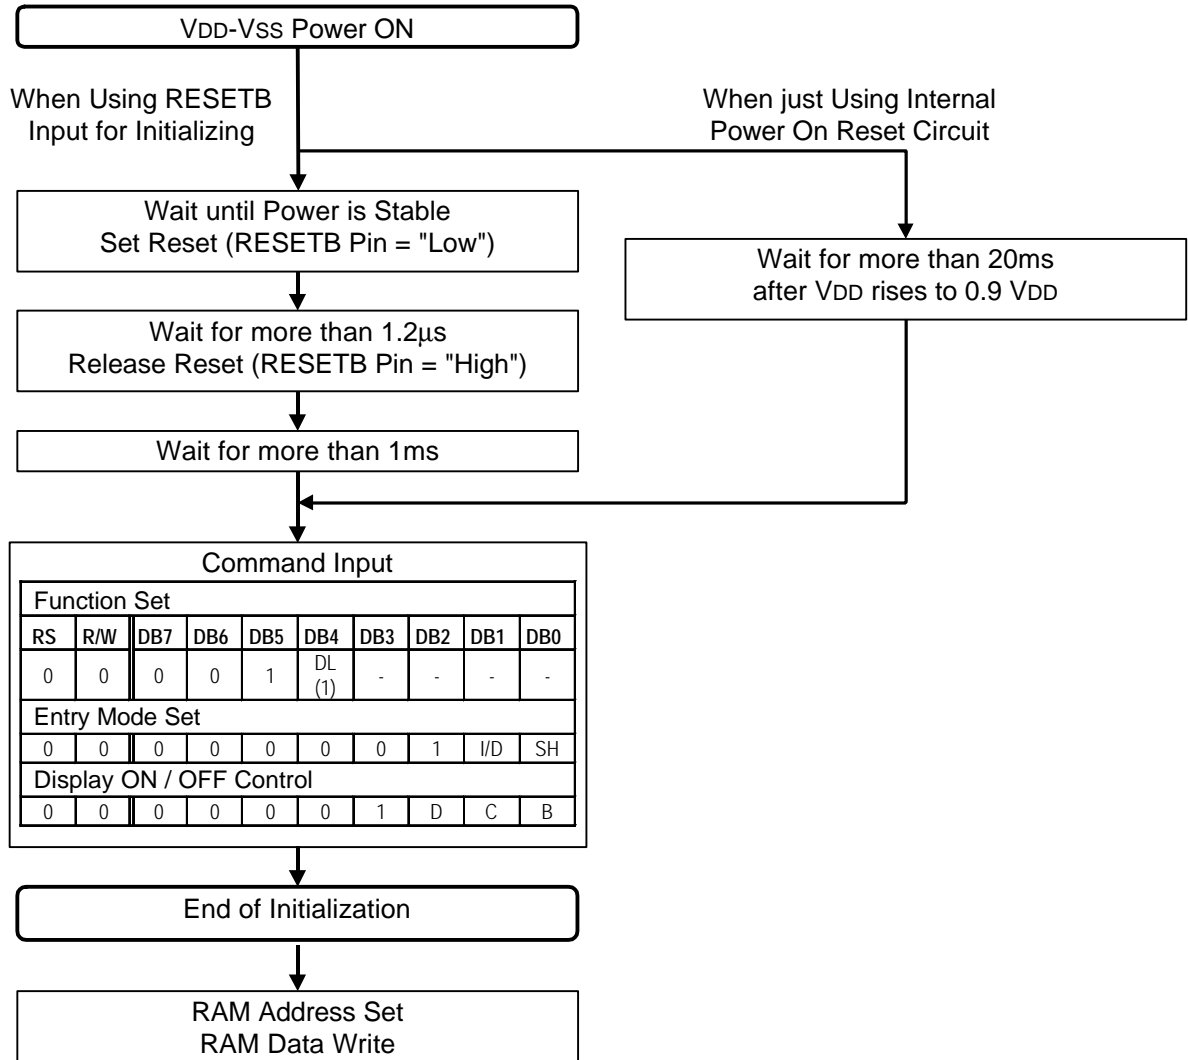 VDD-VSS Power ON
When Using RESETB
Input for Initializing
When just Using Internal
Power On Reset Circuit
Wait until Power is Stable
Set Reset (RESETB Pin = "Low")
Wait for more than 20ms
after VDD rises to 0.9 VDD
Wait for more than 1.2μs
Release Reset (RESETB Pin = "High")
Wait for more than 1ms
Command Input
Function Set
RS R/W DB7 DB6 DB5 DB4 DB3 DB2 DB1 DB0
0 0 0 0 1 DL (1) - - - -
Entry Mode Set
0 0 0 0 0 0 0 1 I/D SH
Display ON / OFF Control
0 0 0 0 0 0 1 D C B
End of Initialization
RAM Address Set
RAM Data Write